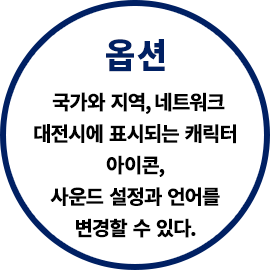 옵션
국가와 지역, 네트워크
대전시에 표시되는 캐릭터
아이콘,
사운드 설정과 언어를
변경할 수 있다.